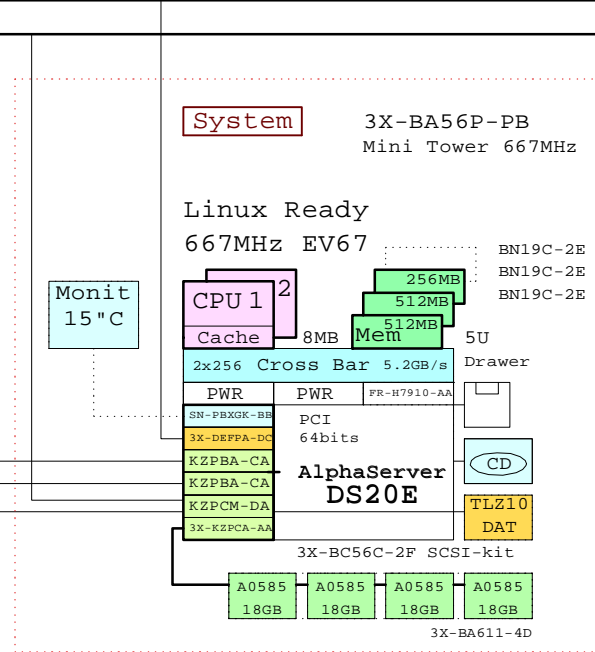 System
3X-BA56P-PB
Mini Tower 667MHz
Linux Ready
667MHz EV67
BN19C-2E
BN19C-2E
BN19C-2E
Monit
15"C
CPU 1
2
Cache
8MB
256MB
512MB
512MB
Mem
5U
Drawer
2x256 Cross Bar 5.2GB/s
PWR
PWR
FR-H7910-AA
SN-PBXGK-BB
3X-DEFPA-DC
KZPBA-CA
KZPBA-CA
KZPCM-DA
3X-KZPCA-AA
PCI
64bits
AlphaServer
DS20E
CD
TLZ10
DAT
3X-BC56C-2F SCSI-kit
A0585
18GB
A0585
18GB
A0585
18GB
A0585
18GB
3X-BA611-4D